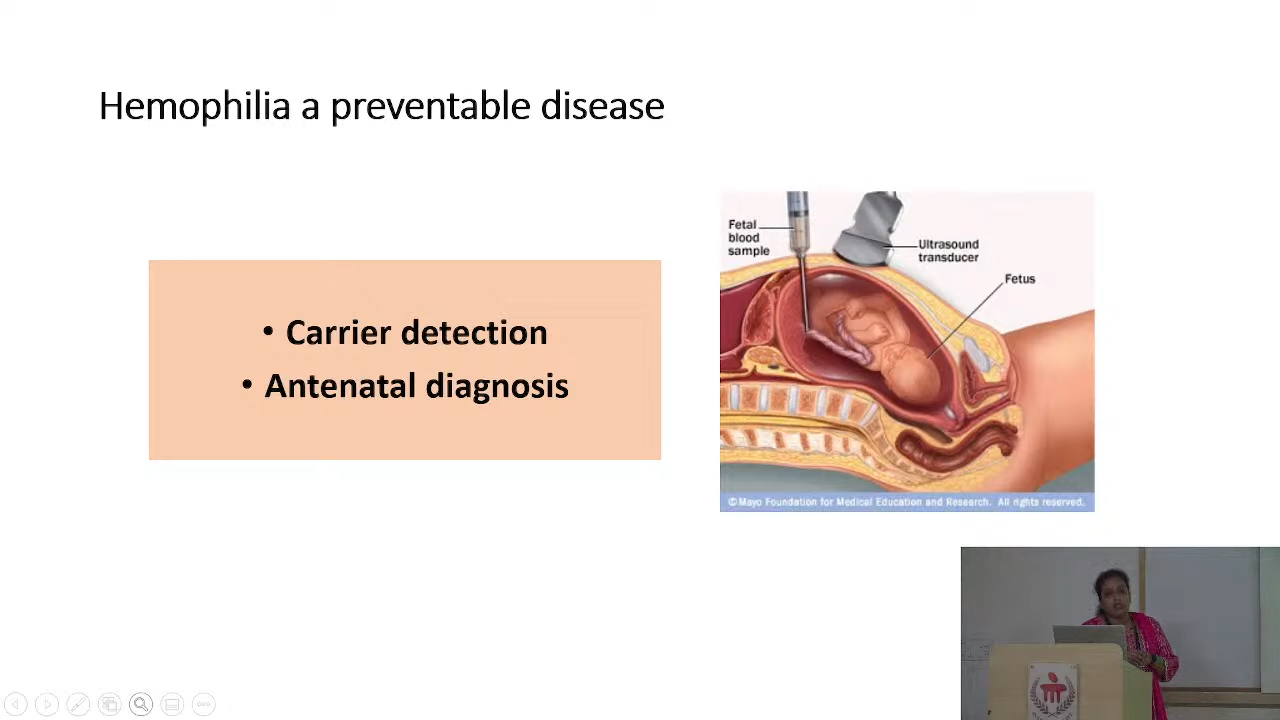 Hemophilia a preventable disease
• Carrier detection
• Antenatal diagnosis
Fetal
blood
sample
Ultrasound
transducer
Fetus
©Mayo Foundation for Medical Education and Research. All rights reserved.